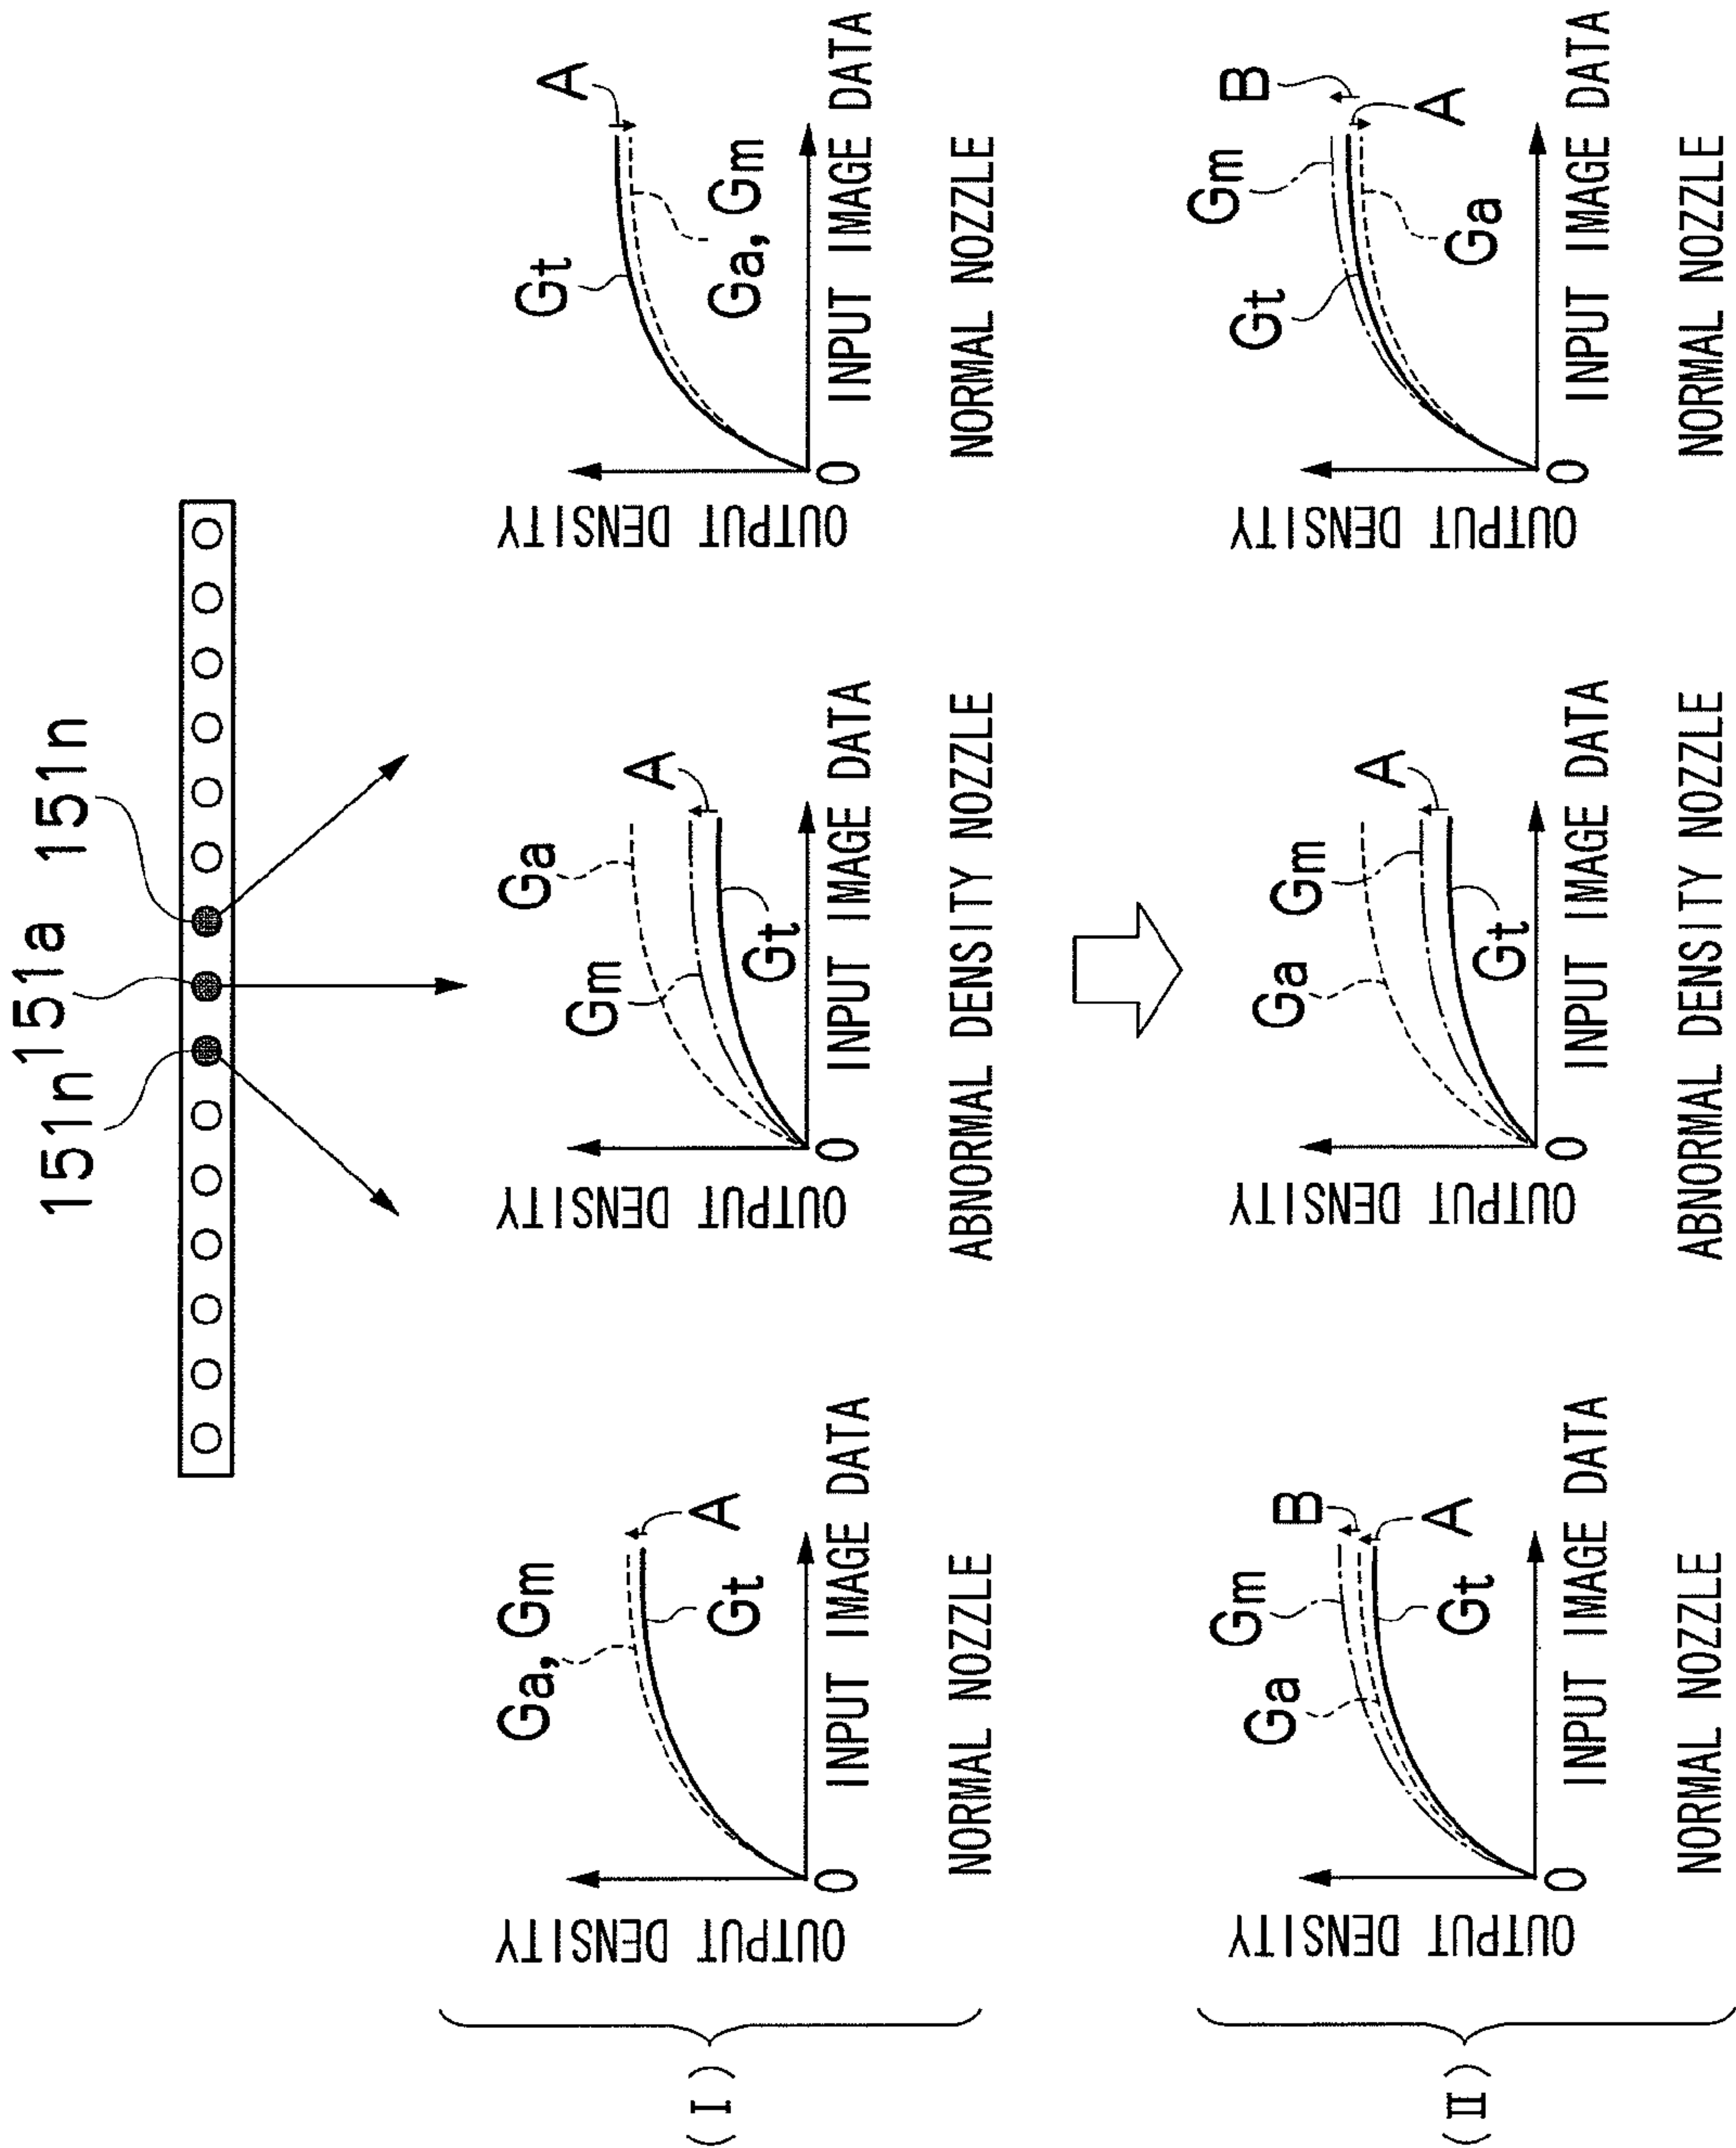 151n 151a 151n
(I)
OUTPUT DENSITY
Ga, Gm
A
Gt
0
INPUT IMAGE DATA
NORMAL NOZZLE
OUTPUT DENSITY
Ga
Gm
A
Gt
0
INPUT IMAGE DATA
ABNORMAL DENSITY NOZZLE
OUTPUT DENSITY
Gt
A
Ga, Gm
0
INPUT IMAGE DATA
NORMAL NOZZLE
(II)
OUTPUT DENSITY
Gm
B
Ga
A
Gt
0
INPUT IMAGE DATA
NORMAL NOZZLE
OUTPUT DENSITY
Ga
Gm
A
Gt
0
INPUT IMAGE DATA
ABNORMAL DENSITY NOZZLE
OUTPUT DENSITY
Gm
B
Gt
A
Ga
0
INPUT IMAGE DATA
NORMAL NOZZLE